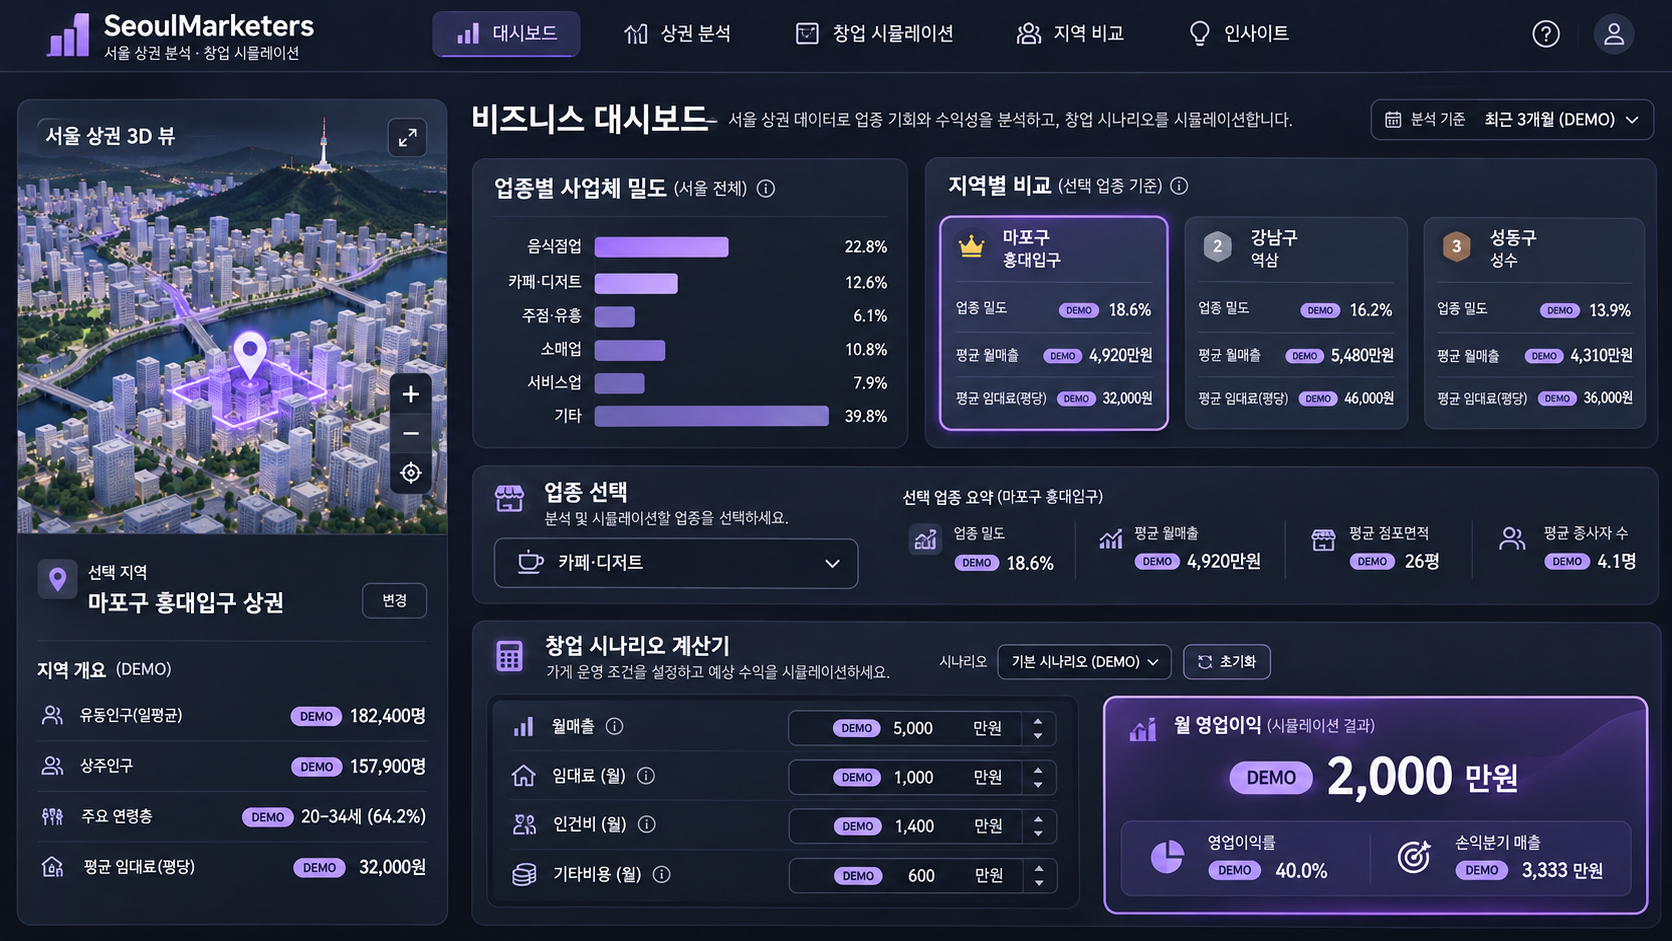 SeoulMarketers
서울 상권 분석 · 창업 시뮬레이션
대시보드
상권 분석
창업 시뮬레이션
지역 비교
인사이트
?
서울 상권 3D 뷰
선택 지역
마포구 홍대입구 상권
변경
지역 개요 (DEMO)
유동인구(일평균) DEMO 182,400명
상주인구 DEMO 157,900명
주요 연령층 DEMO 20–34세 (64.2%)
평균 임대료(평당) DEMO 32,000원
비즈니스 대시보드
서울 상권 데이터로 업종 기회와 수익성을 분석하고, 창업 시나리오를 시뮬레이션합니다.
분석 기준 최근 3개월 (DEMO)
업종별 사업체 밀도 (서울 전체)
음식점업 22.8%
카페·디저트 12.6%
주점·유흥 6.1%
소매업 10.8%
서비스업 7.9%
기타 39.8%
지역별 비교 (선택 업종 기준)
마포구
홍대입구
업종 밀도 DEMO 18.6%
평균 월매출 DEMO 4,920만원
평균 임대료(평당) DEMO 32,000원
2
강남구
역삼
업종 밀도 DEMO 16.2%
평균 월매출 DEMO 5,480만원
평균 임대료(평당) DEMO 46,000원
3
성동구
성수
업종 밀도 DEMO 13.9%
평균 월매출 DEMO 4,310만원
평균 임대료(평당) DEMO 36,000원
업종 선택
분석 및 시뮬레이션할 업종을 선택하세요.
카페·디저트
선택 업종 요약 (마포구 홍대입구)
업종 밀도
DEMO 18.6%
평균 월매출
DEMO 4,920만원
평균 점포면적
DEMO 26평
평균 종사자 수
DEMO 4.1명
창업 시나리오 계산기
가게 운영 조건을 설정하고 예상 수익을 시뮬레이션하세요.
시나리오 기본 시나리오 (DEMO) 초기화
월매출 DEMO 5,000 만원
임대료 (월) DEMO 1,000 만원
인건비 (월) DEMO 1,400 만원
기타비용 (월) DEMO 600 만원
월 영업이익 (시뮬레이션 결과)
DEMO 2,000 만원
영업이익률
DEMO 40.0%
손익분기 매출
DEMO 3,333 만원